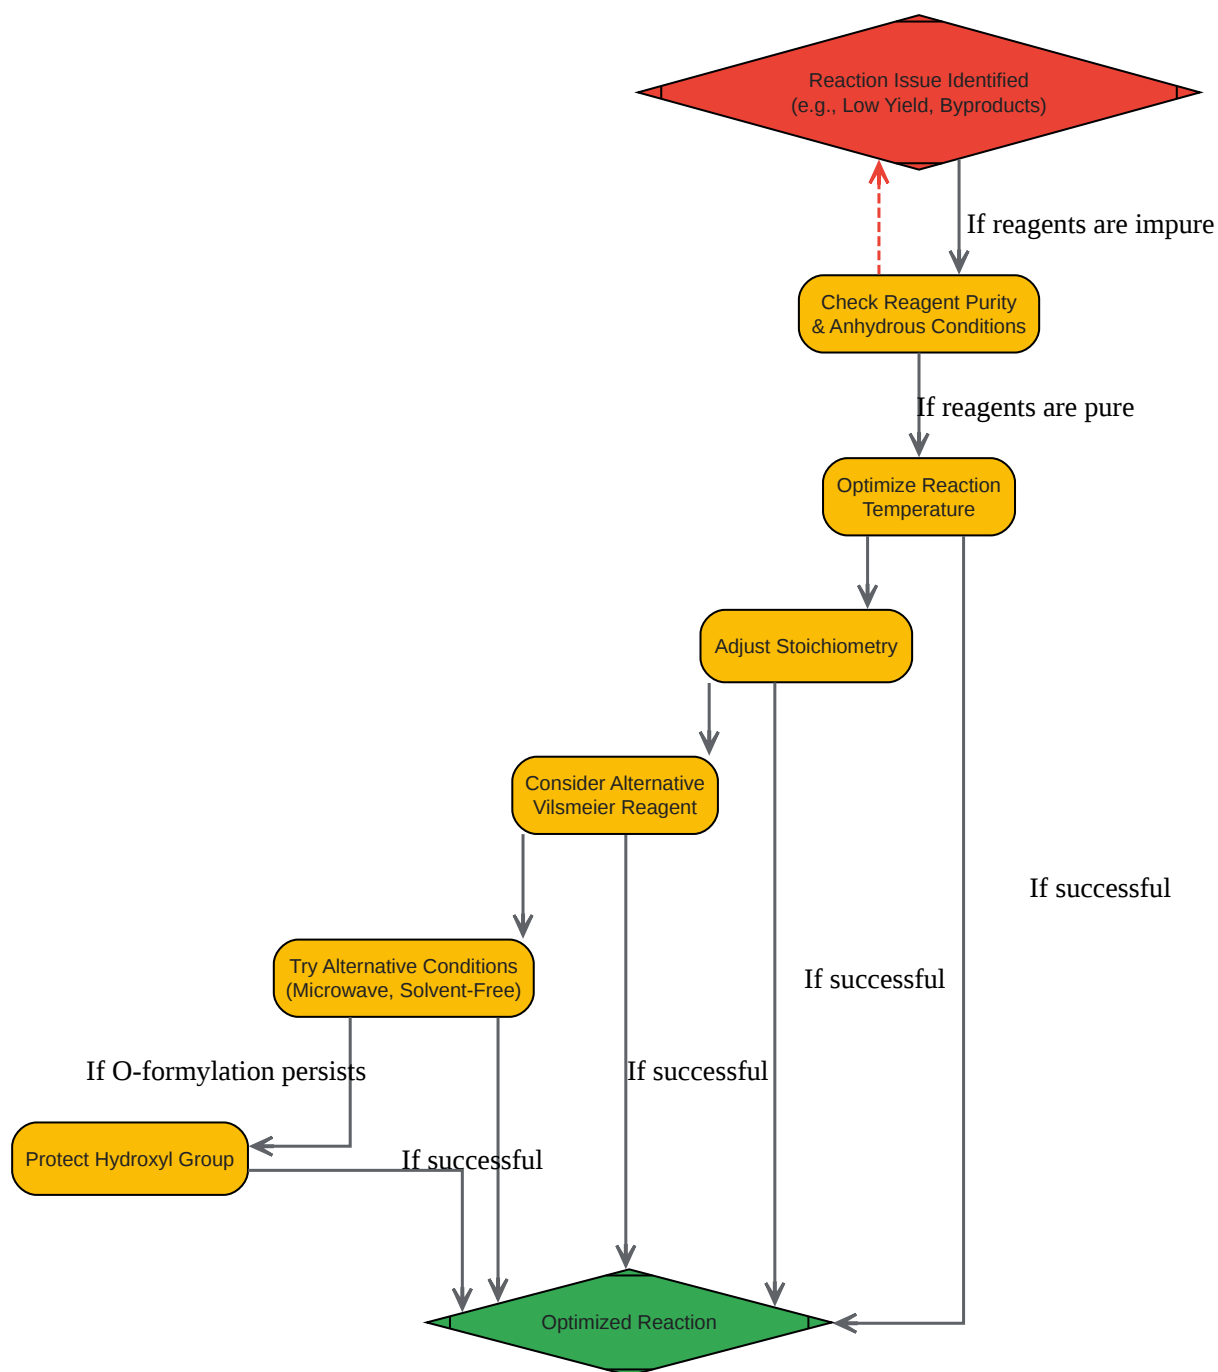 Reaction Issue Identified
(e.g., Low Yield, Byproducts)
If reagents are impure
Check Reagent Purity
& Anhydrous Conditions
If reagents are pure
Optimize Reaction
Temperature
Adjust Stoichiometry
Consider Alternative
Vilsmeier Reagent
If successful
Try Alternative Conditions
(Microwave, Solvent-Free)
If successful
If O-formylation persists
If successful
Protect Hydroxyl Group
If successful
Optimized Reaction